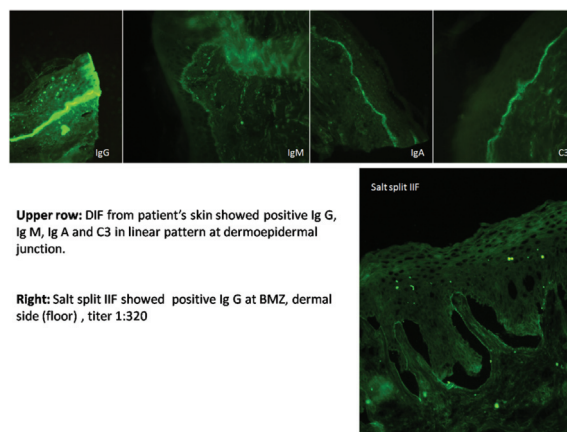 IgG
IgM
IgA
C3
Salt split IIF
Upper row: DIF from patient's skin showed positive Ig G,
Ig M, Ig A and C3 in linear pattern at dermoepidermal
junction.
Right: Salt split IIF showed positive Ig G at BMZ, dermal
side (floor) , titer 1:320